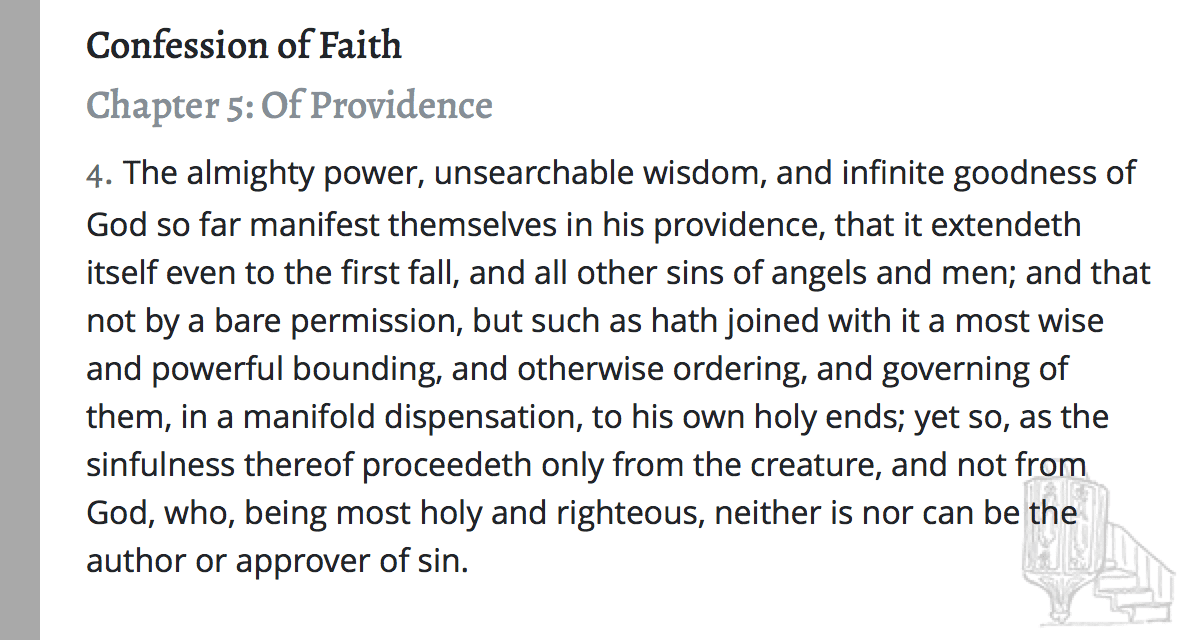 Confession of Faith
Chapter 5: Of Providence
4. The almighty power, unsearchable wisdom, and infinite goodness of
God so far manifest themselves in his providence, that it extendeth
itself even to the first fall, and all other sins of angels and men; and that
not by a bare permission, but such as hath joined with it a most wise
and powerful bounding, and otherwise ordering, and governing of
them, in a manifold dispensation, to his own holy ends; yet so, as the
sinfulness thereof proceedeth only from the creature, and not from
God, who, being most holy and righteous, neither is nor can be the
author or approver of sin.